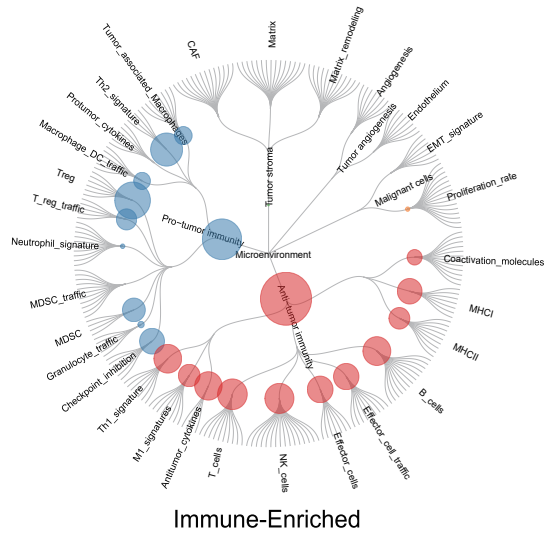 CAF
Matrix
Matrix_remodeling
Angiogenesis
Endothelium
EMT_signature
Proliferation_rate
Coactivation_molecules
MHCI
MHCII
B_cells
Effector_cell_traffic
Effector_cells
NK_cells
T_cells
Antitumor_cytokines
M1_signatures
Th1_signature
Checkpoint_inhibition
Granulocyte_traffic
MDSC
MDSC_traffic
Neutrophil_signature
T_reg_traffic
Treg
Macrophage_DC_traffic
Protumor_cytokines
Th2_signature
Tumor_associated_Macrophages
Tumor stroma
Tumor angiogenesis
Malignant cells
Pro-tumor immunity
Microenvironment
Anti-tumor immunity
Immune-Enriched